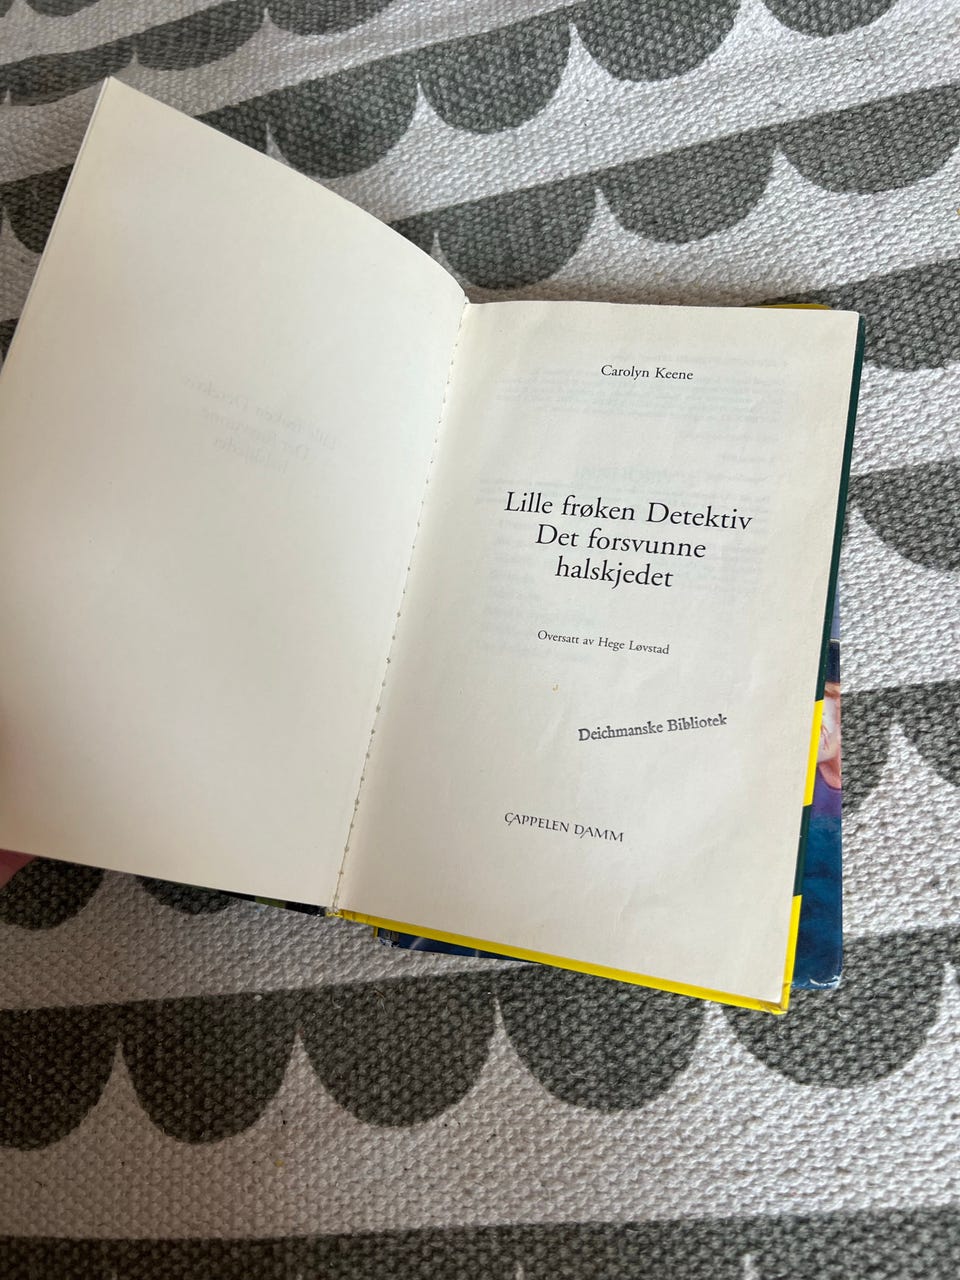 Carolyn Keene
Lille frøken Detektiv
Det forsvunne
halskjedet
Oversatt av Hege Løvstad
Deichmanske Bibliotek
CAPPELEN DAMM